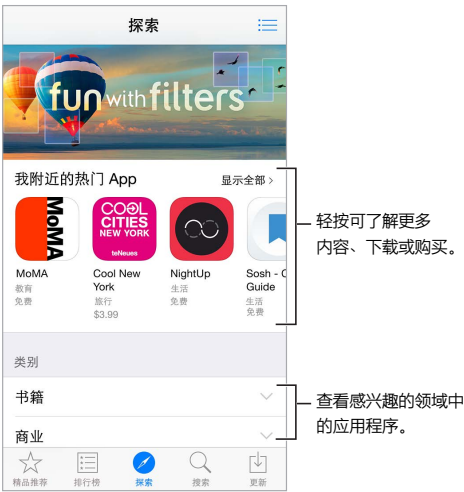 探索
fun with filters
我附近的热门 App
显示全部 >
MoMA
COOL
CITIES
NEW YORK
teNeues
MoMA
教育
免费
Cool New
York
旅行
$3.99
NightUp
生活
免费
Sosh - C
Guide
生活
免费
轻按可了解更多
内容、下载或购买。
类别
书籍
商业
查看感兴趣的领域中
的应用程序。
精品推荐
排行榜
探索
搜索
更新